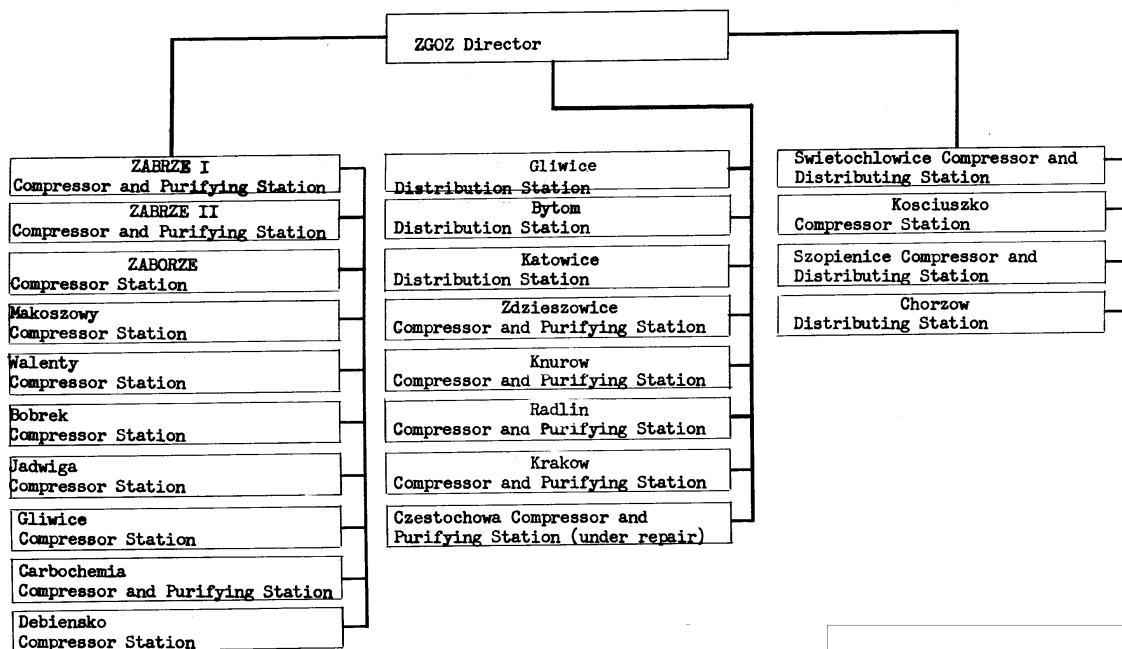 ZGOZ Director
ZABRZE I
Compressor and Purifying Station
ZABRZE II
Compressor and Purifying Station
ZABORZE
Compressor Station
Makoszowy
Compressor Station
Walenty
Compressor Station
Bobrek
Compressor Station
Jadwiga
Compressor Station
Gliwice
Compressor Station
Carbochemia
Compressor and Purifying Station
Debiensko
Compressor Station
Gliwice
Distribution Station
Bytom
Distribution Station
Katowice
Distribution Station
Zdzieszowice
Compressor and Purifying Station
Knurow
Compressor and Purifying Station
Radlin
Compressor and Purifying Station
Krakow
Compressor and Purifying Station
Czestochowa Compressor and
Purifying Station (under repair)
Swietochlowice Compressor and
Distributing Station
Kosciuszko
Compressor Station
Szopienice Compressor and
Distributing Station
Chorzow
Distributing Station